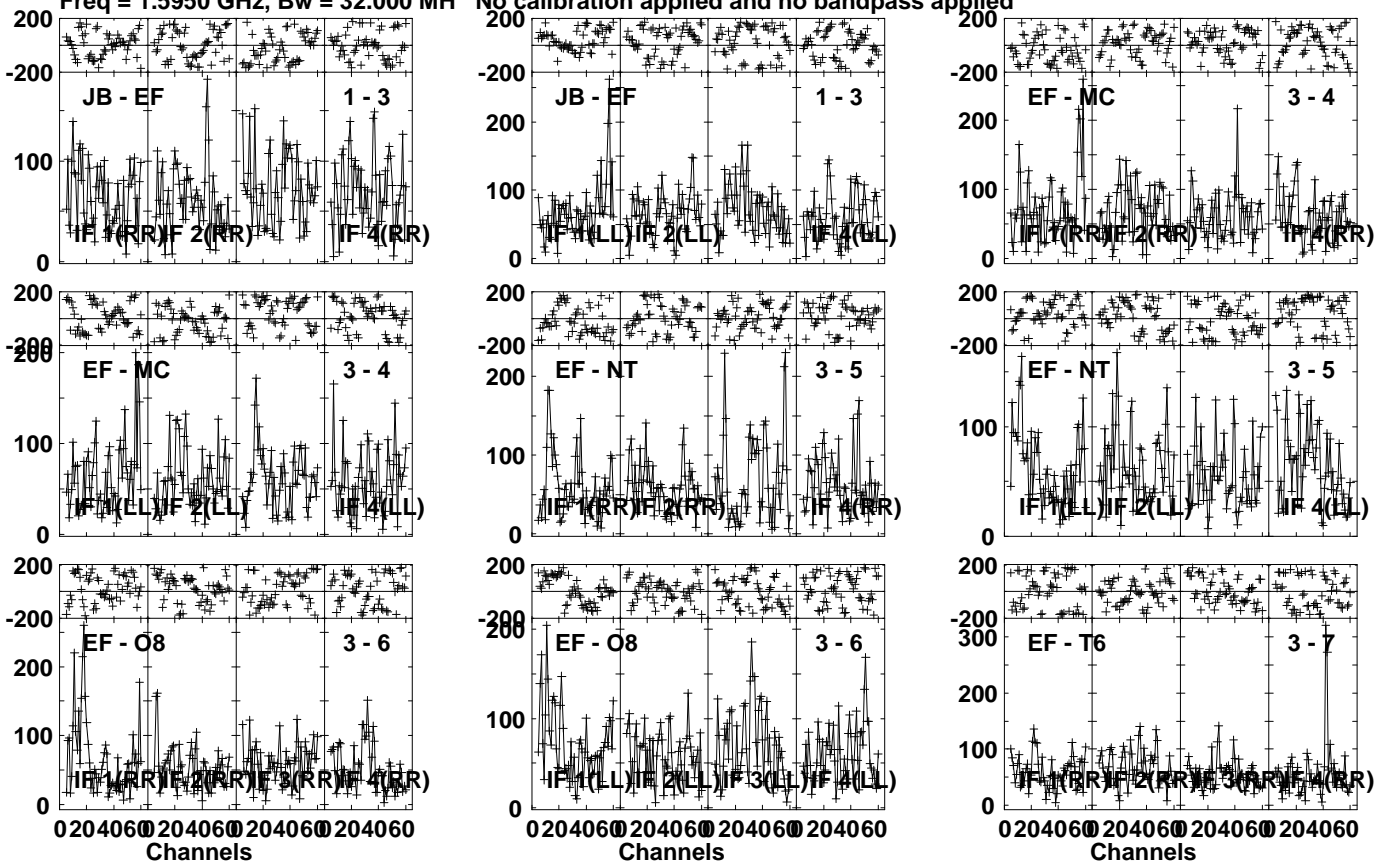 Freq = 1.5950 GHz, Bw = 32.000 MH No calibration applied and no bandpass applied
200
-200
JB - EF 1 - 3
100
0
IF 1(RR) IF 2(RR) IF 4(RR)
JB - EF 1 - 3
200
100
0
IF 1(LL) IF 2(LL) IF 4(LL)
200
-200
EF - MC 3 - 4
200
100
0
IF 1(RR) IF 2(RR) IF 4(RR)
200
-200
200
EF - MC 3 - 4
100
0
IF 1(LL) IF 2(LL) IF 4(LL)
EF - NT 3 - 5
200
100
0
IF 1(RR) IF 2(RR) IF 4(RR)
200
-200
EF - NT 3 - 5
100
0
IF 1(LL) IF 2(LL) IF 4(LL)
200
-200
EF - O8 3 - 6
200
100
0
IF 1(RR) IF 2(RR) IF 3(RR) IF 4(RR)
0 20 40 60 0 20 40 60 0 20 40 60 0 20 40 60
Channels
200
-200
200
EF - O8 3 - 6
100
0
IF 1(LL) IF 2(LL) IF 3(LL) IF 4(LL)
0 20 40 60 0 20 40 60 0 20 40 60 0 20 40 60
Channels
200
-200
300
EF - T6 3 - 7
200
100
0
IF 1(RR) IF 2(RR) IF 3(RR) IF 4(RR)
0 20 40 60 0 20 40 60 0 20 40 60 0 20 40 60
Channels